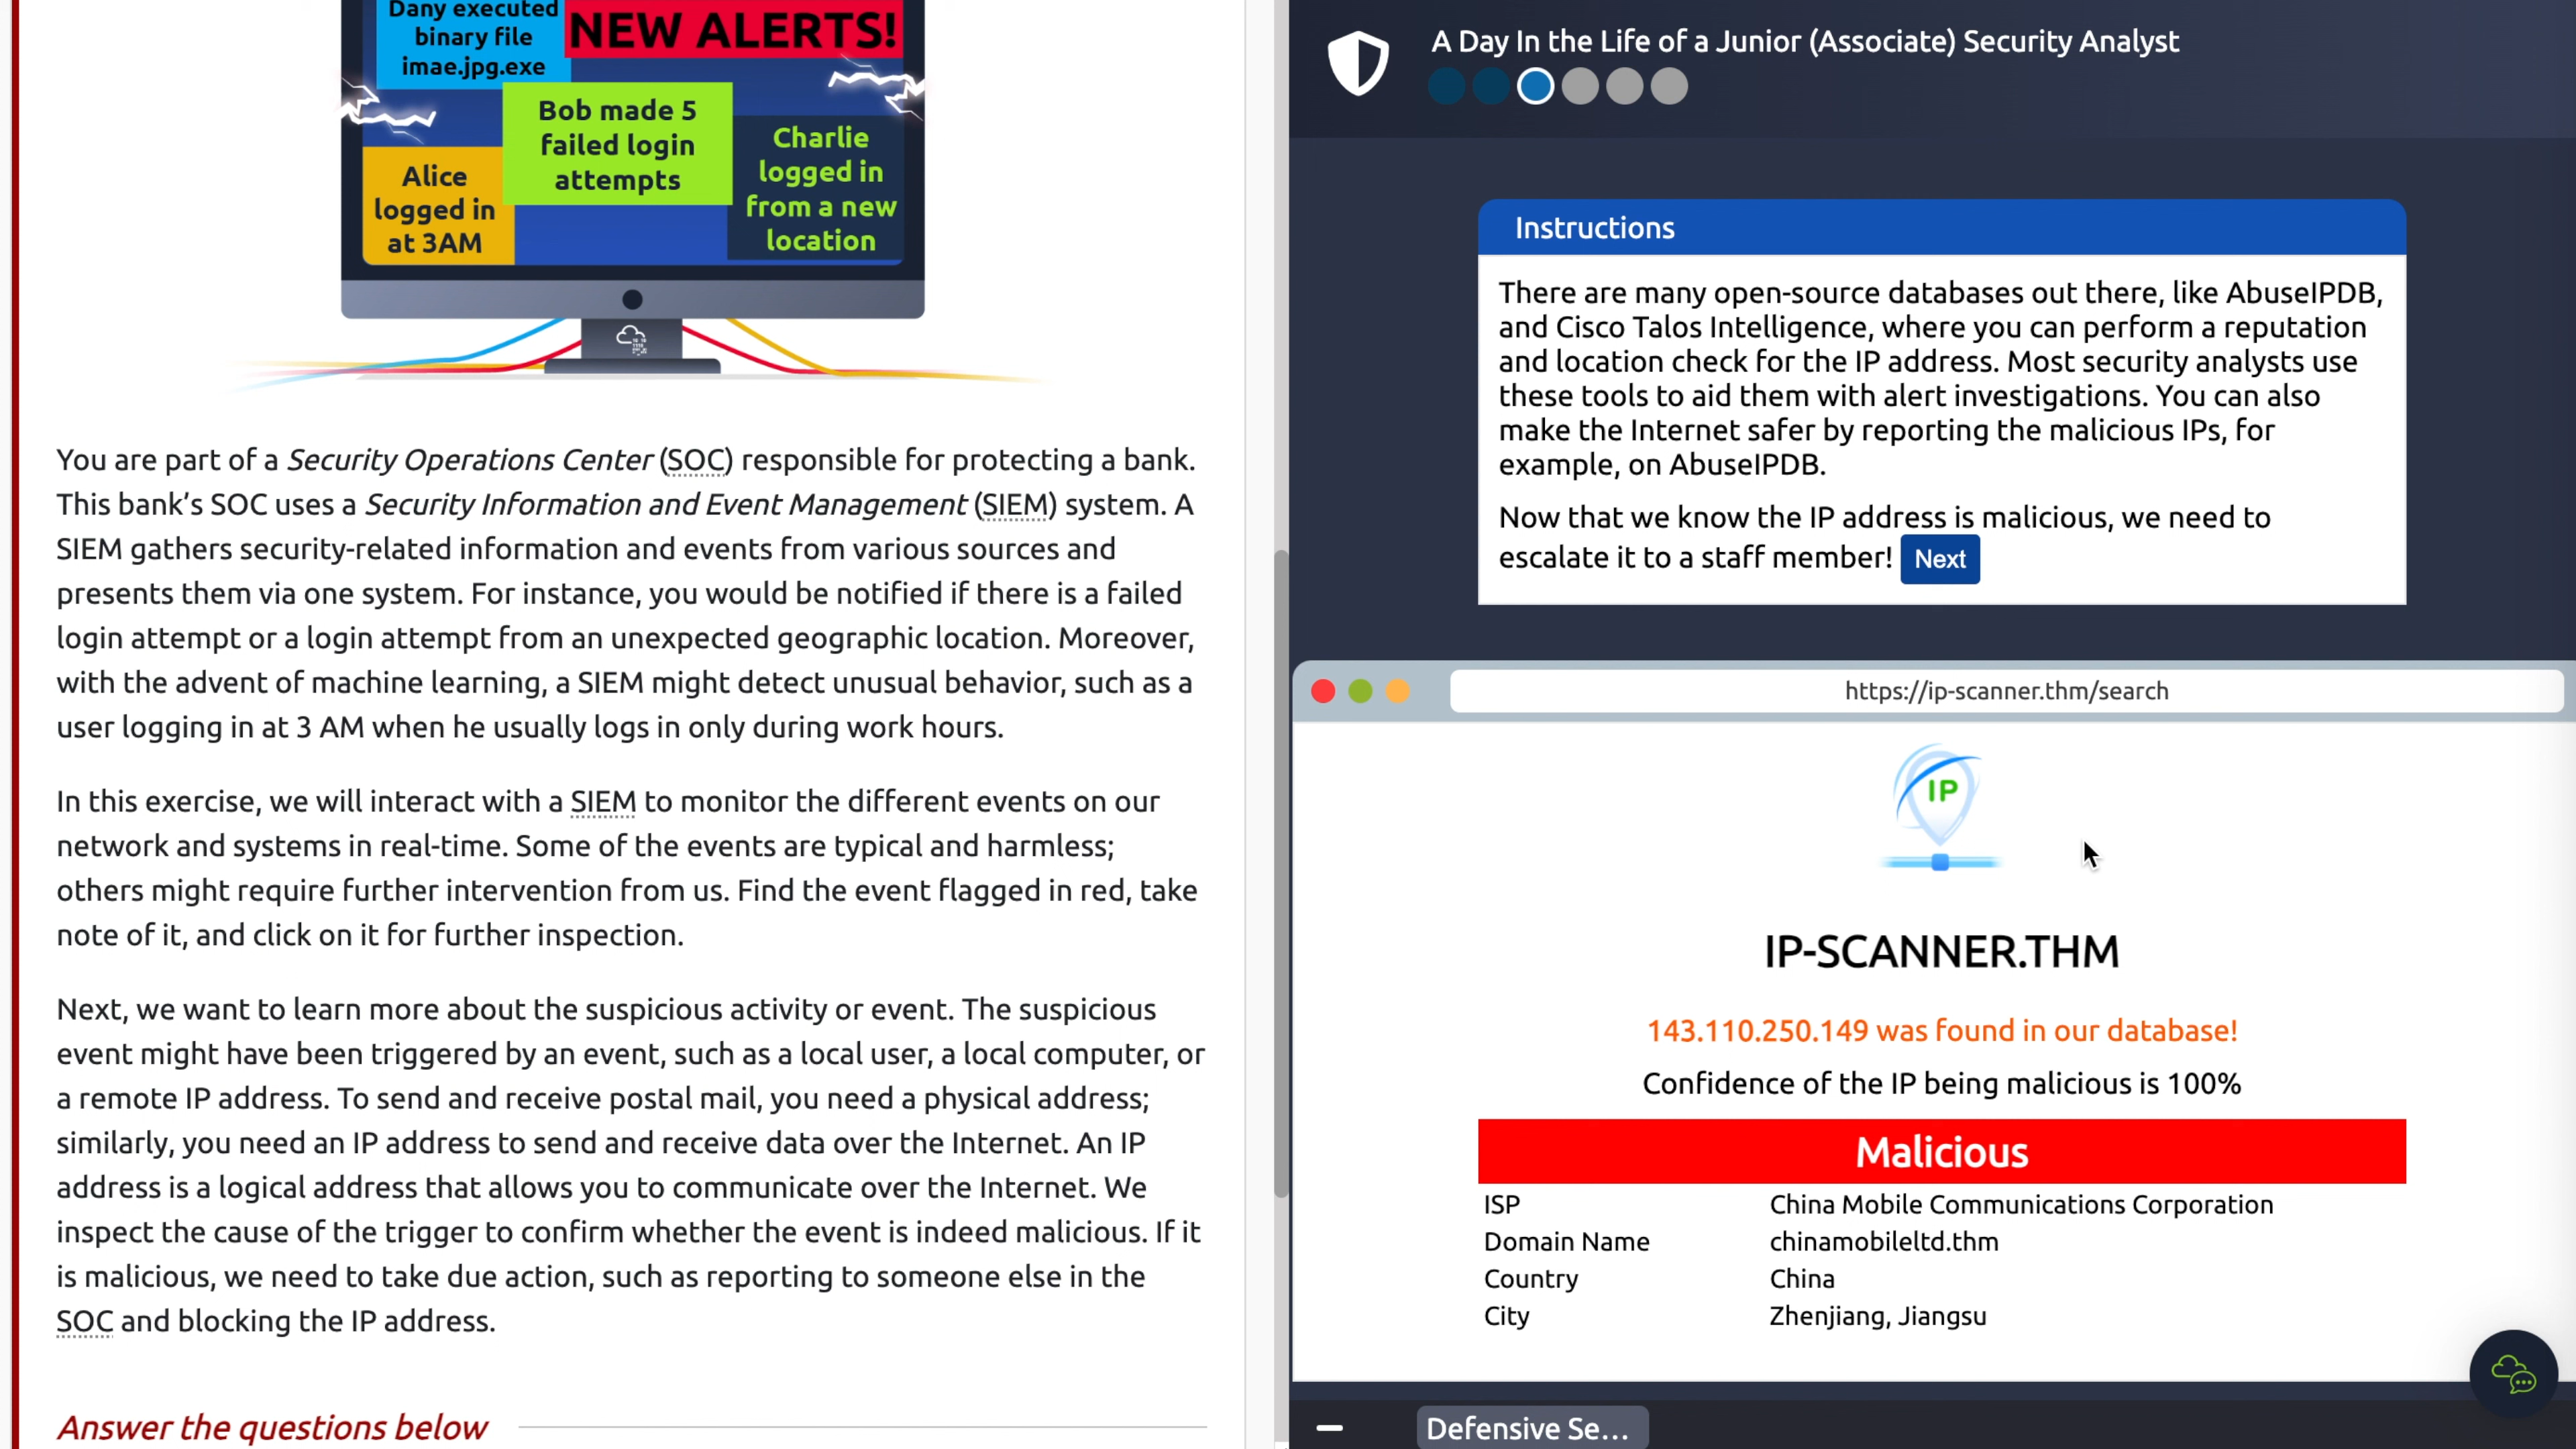 Dany executed
binary file
imae.jpg.exe
NEW ALERTS!
Bob made 5
failed login
attempts
Charlie
logged in
from a new
location
Alice
logged in
at 3AM
You are part of a Security Operations Center (SOC) responsible for protecting a bank.
This bank’s SOC uses a Security Information and Event Management (SIEM) system. A
SIEM gathers security-related information and events from various sources and
presents them via one system. For instance, you would be notified if there is a failed
login attempt or a login attempt from an unexpected geographic location. Moreover,
with the advent of machine learning, a SIEM might detect unusual behavior, such as a
user logging in at 3 AM when he usually logs in only during work hours.
In this exercise, we will interact with a SIEM to monitor the different events on our
network and systems in real-time. Some of the events are typical and harmless;
others might require further intervention from us. Find the event flagged in red, take
note of it, and click on it for further inspection.
Next, we want to learn more about the suspicious activity or event. The suspicious
event might have been triggered by an event, such as a local user, a local computer, or
a remote IP address. To send and receive postal mail, you need a physical address;
similarly, you need an IP address to send and receive data over the Internet. An IP
address is a logical address that allows you to communicate over the Internet. We
inspect the cause of the trigger to confirm whether the event is indeed malicious. If it
is malicious, we need to take due action, such as reporting to someone else in the
SOC and blocking the IP address.
Answer the questions below
A Day In the Life of a Junior (Associate) Security Analyst
Instructions
There are many open-source databases out there, like AbuseIPDB,
and Cisco Talos Intelligence, where you can perform a reputation
and location check for the IP address. Most security analysts use
these tools to aid them with alert investigations. You can also
make the Internet safer by reporting the malicious IPs, for
example, on AbuseIPDB.
Now that we know the IP address is malicious, we need to
escalate it to a staff member! Next
https://ip-scanner.thm/search
IP
IP-SCANNER.THM
143.110.250.149 was found in our database!
Confidence of the IP being malicious is 100%
Malicious
ISP China Mobile Communications Corporation
Domain Name chinamobileltd.thm
Country China
City Zhenjiang, Jiangsu
Defensive Se...